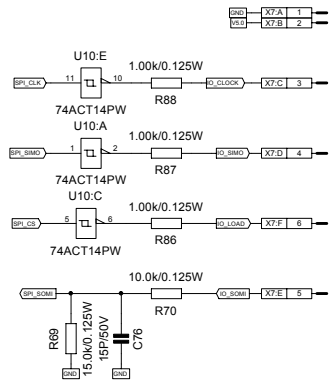 GND X7:A 1
V5.0 X7:B 2
U10:E
1.00k/0.125W
SPI_CLK 11 10 IO_CLOCK X7:C 3
R88
74ACT14PW
U10:A
1.00k/0.125W
SPI_SIMO 1 2 IO_SIMO X7:D 4
R87
74ACT14PW
U10:C
1.00k/0.125W
SPI_CS 5 6 IO_LOAD X7:F 6
R86
74ACT14PW
10.0k/0.125W
SPI_SOMI IO_SOMI X7:E 5
R70
R69
15.0k/0.125W
15P/50V
C76
GND GND